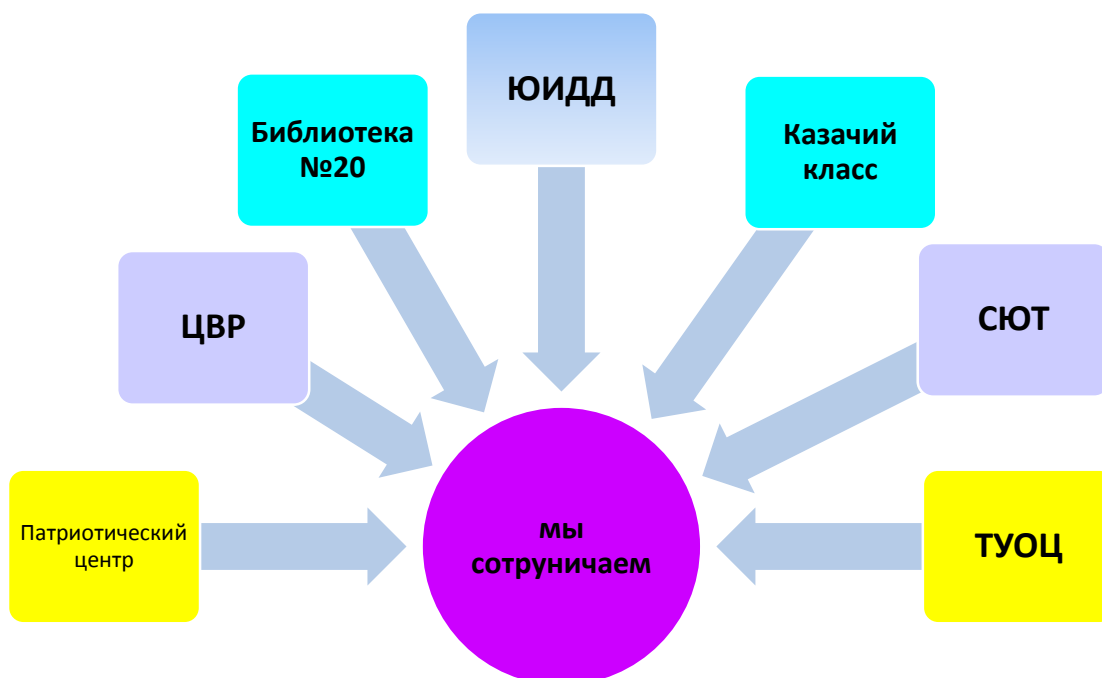 ЮИДД
Библиотека
№20
Казачий
класс
ЦВР
СЮТ
Патриотический
центр
мы
сотруничаем
ТУОЦ